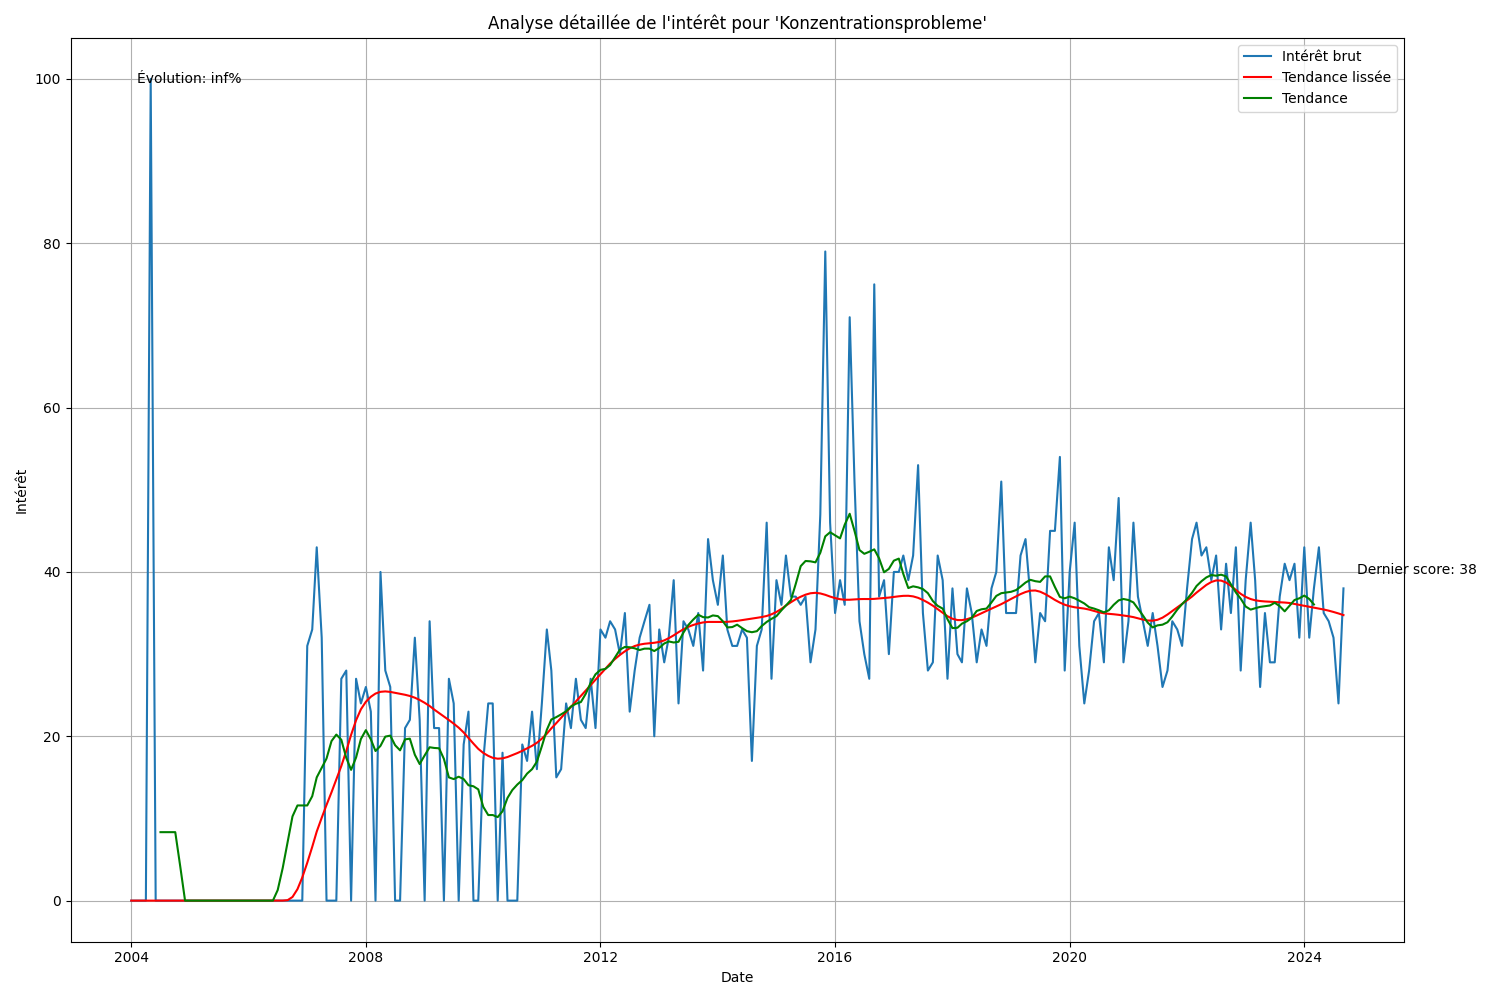 Analyse détaillée de l'intérêt pour 'Konzentrationsprobleme'
Intérêt brut
Tendance lissée
Tendance
Évolution: inf%
Dernier score: 38
100
80
60
40
20
0
Intérêt
2004
2008
2010
2012
2016
2020
2024
Date